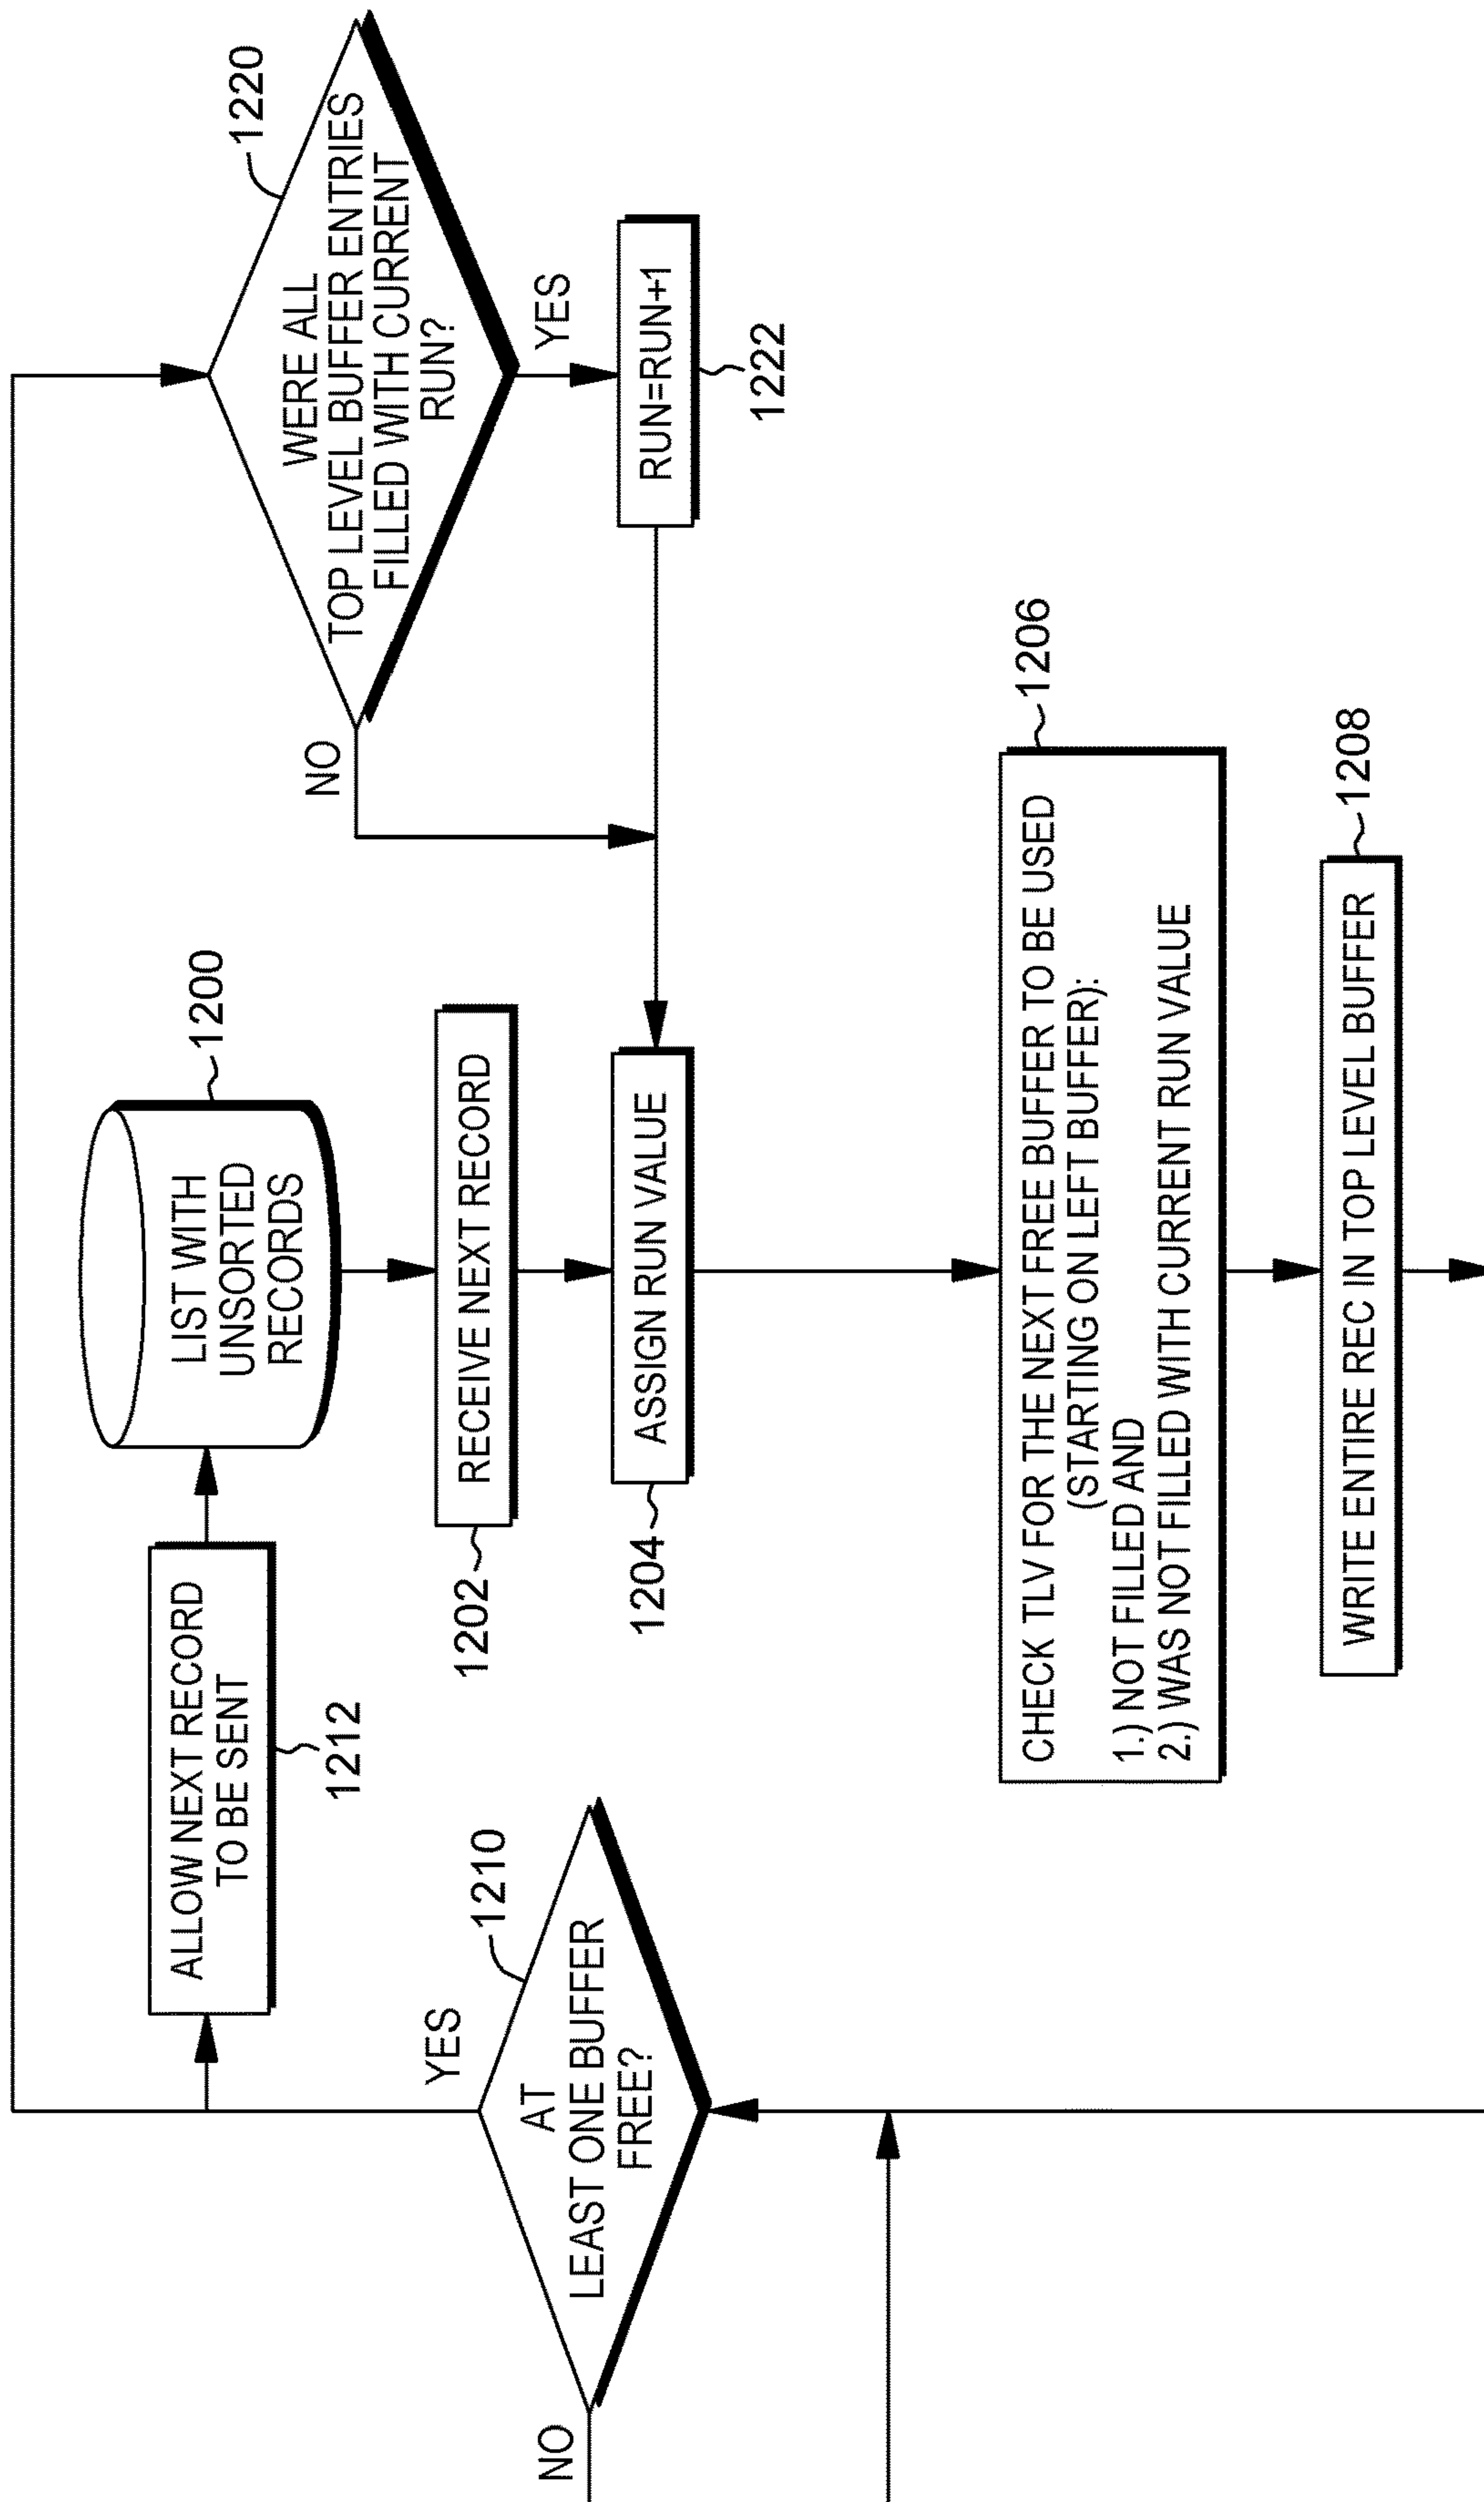 WERE ALL
TOP LEVEL BUFFER ENTRIES
FILLED WITH CURRENT
RUN?
1220
NO
YES
RUN=RUN+1
1222
ALLOW NEXT RECORD
TO BE SENT
1212
LIST WITH
UNSORTED
RECORDS
1200
RECEIVE NEXT RECORD
1202
ASSIGN RUN VALUE
1204
AT
LEAST ONE BUFFER
FREE?
1210
YES
NO
CHECK TLV FOR THE NEXT FREE BUFFER TO BE USED
(STARTING ON LEFT BUFFER):
1.) NOT FILLED AND
2.) WAS NOT FILLED WITH CURRENT RUN VALUE
1206
WRITE ENTIRE REC IN TOP LEVEL BUFFER
1208